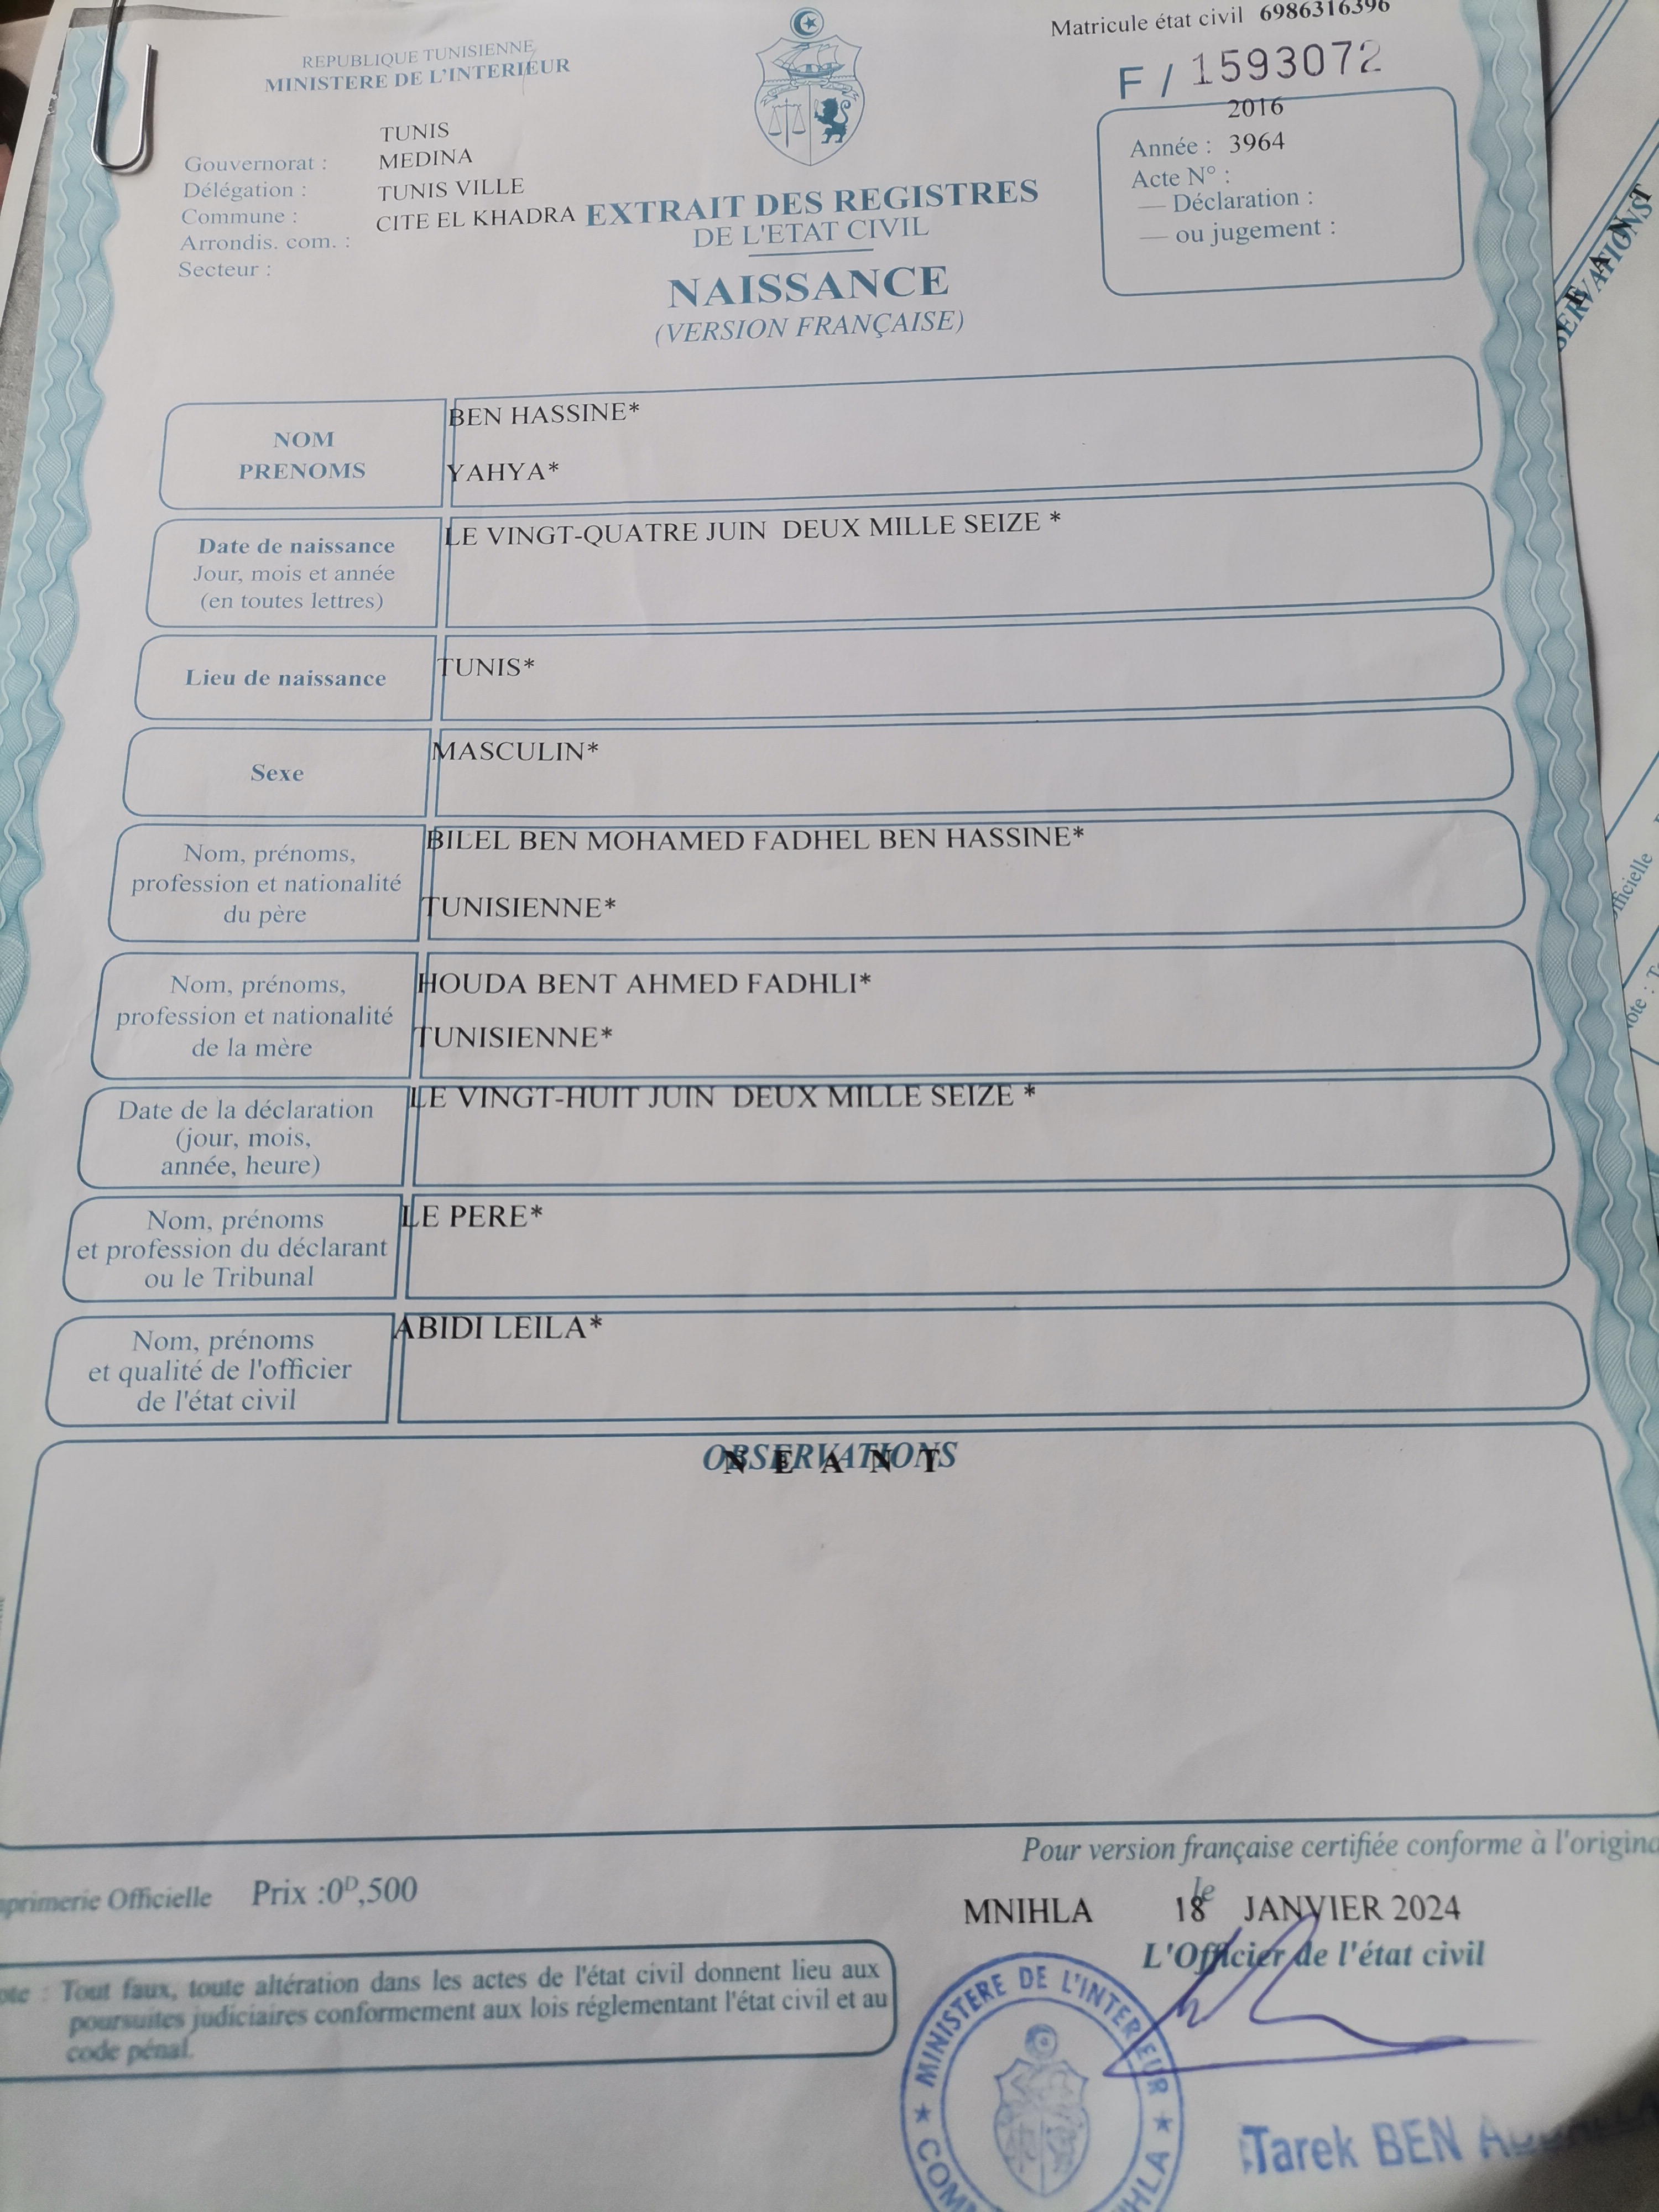 REPUBLIQUE TUNISIENNE
MINISTERE DE L'INTERIEUR
Matricule état civil 6986316396
F / 1593072
TUNIS
Gouvernorat : MEDINA
Délégation : TUNIS VILLE
Commune : CITE EL KHADRA
Arrondis. com. :
Secteur :
2016
Année : 3964
Acte N° :
— Déclaration :
— ou jugement :
EXTRAIT DES REGISTRES
DE L'ETAT CIVIL
NAISSANCE
(VERSION FRANÇAISE)
NOM
PRENOMS
BEN HASSINE*
YAHYA*
Date de naissance
Jour, mois et année
(en toutes lettres)
LE VINGT-QUATRE JUIN DEUX MILLE SEIZE *
Lieu de naissance
TUNIS*
Sexe
MASCULIN*
Nom, prénoms,
profession et nationalité
du père
BILEL BEN MOHAMED FADHEL BEN HASSINE*
TUNISIENNE*
Nom, prénoms,
profession et nationalité
de la mère
HOUDA BENT AHMED FADHLI*
TUNISIENNE*
Date de la déclaration
(jour, mois,
année, heure)
LE VINGT-HUIT JUIN DEUX MILLE SEIZE *
Nom, prénoms
et profession du déclarant
ou le Tribunal
LE PERE*
Nom, prénoms
et qualité de l'officier
de l'état civil
ABIDI LEILA*
OBSERVATIONS
N E A N T
Pour version française certifiée conforme à l'origina
primerie Officielle Prix :0ᴰ,500
MNIHLA le 18 JANVIER 2024
L'Officier de l'état civil
ote : Tout faux, toute altération dans les actes de l'état civil donnent lieu aux
poursuites judiciaires conformement aux lois réglementant l'état civil et au
code pénal.
MINISTERE DE L'INTERIEUR
Tarek BEN
SERVATIONS
E A N T
fficielle
ote : T